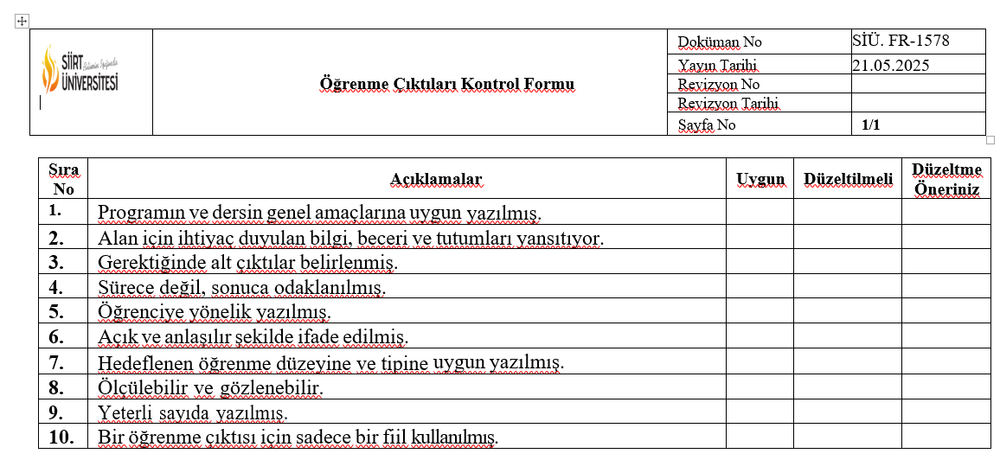 SİİRT Bilimin Işığında
ÜNİVERSİTESİ
Öğrenme Çıktıları Kontrol Formu
Doküman No SİÜ. FR-1578
Yayın Tarihi 21.05.2025
Revizyon No
Revizyon Tarihi
Sayfa No 1/1
Sıra No Açıklamalar Uygun Düzeltilmeli Düzeltme Öneriniz
1. Programın ve dersin genel amaçlarına uygun yazılmış.
2. Alan için ihtiyaç duyulan bilgi, beceri ve tutumları yansıtıyor.
3. Gerektiğinde alt çıktılar belirlenmiş.
4. Sürece değil, sonuca odaklanılmış.
5. Öğrenciye yönelik yazılmış.
6. Açık ve anlaşılır şekilde ifade edilmiş.
7. Hedeflenen öğrenme düzeyine ve tipine uygun yazılmış.
8. Ölçülebilir ve gözlenebilir.
9. Yeterli sayıda yazılmış.
10. Bir öğrenme çıktısı için sadece bir fiil kullanılmış.